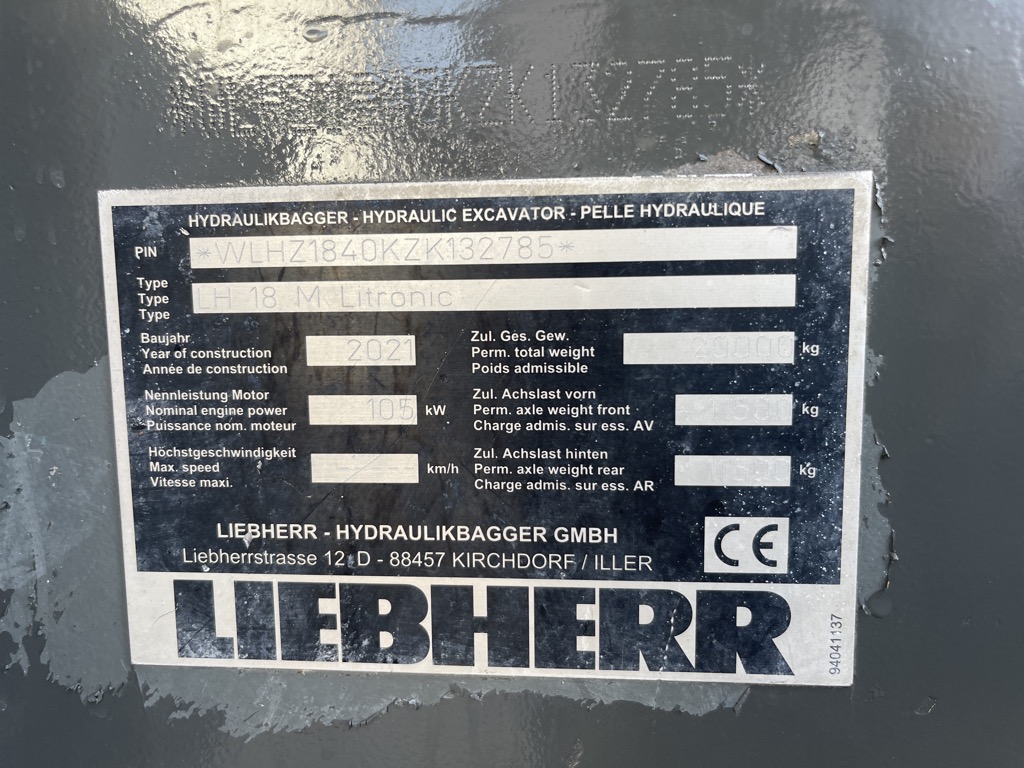 HYDRAULIKBAGGER - HYDRAULIC EXCAVATOR - PELLE HYDRAULIQUE
PIN *WLHZ1840KZK132785*
Type
Type LH 18 M Litronic
Type
Baujahr
Year of construction 2021
Année de construction
Zul. Ges. Gew.
Perm. total weight kg
Poids admissible
Nennleistung Motor
Nominal engine power 105 kW
Puissance nom. moteur
Zul. Achslast vorn
Perm. axle weight front kg
Charge admis. sur ess. AV
Höchstgeschwindigkeit
Max. speed km/h
Vitesse maxi.
Zul. Achslast hinten
Perm. axle weight rear kg
Charge admis. sur ess. AR
LIEBHERR - HYDRAULIKBAGGER GMBH
Liebherrstrasse 12 D - 88457 KIRCHDORF / ILLER
CE
LIEBHERR
94041137